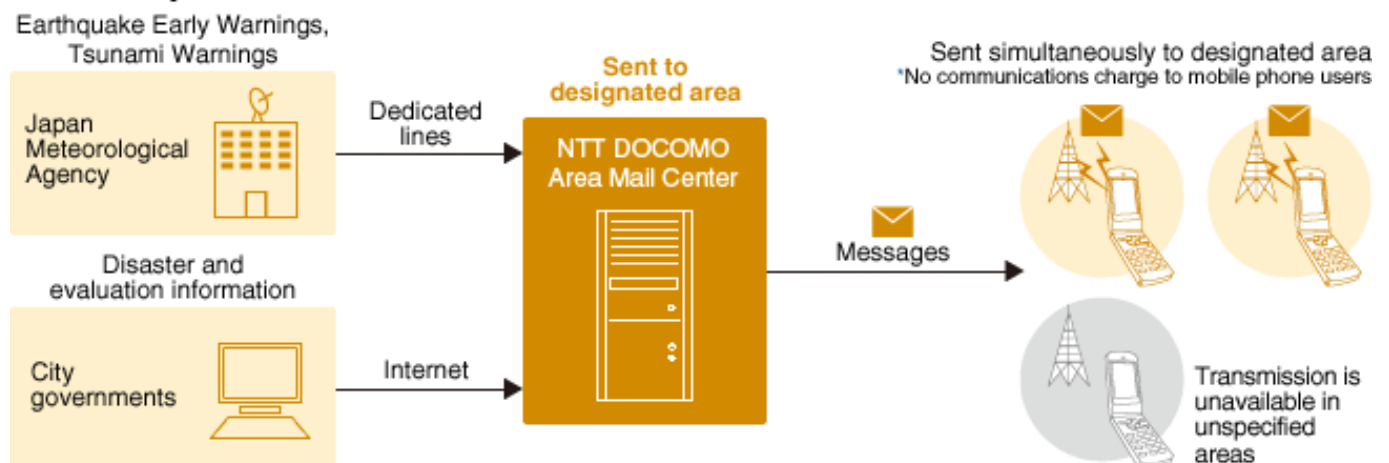 Earthquake Early Warnings,
Tsunami Warnings
Japan
Meteorological
Agency
Dedicated
lines
Disaster and
evaluation information
City
governments
Internet
Sent to
designated area
NTT DOCOMO
Area Mail Center
Messages
Sent simultaneously to designated area
*No communications charge to mobile phone users
Transmission is
unavailable in
unspecified
areas